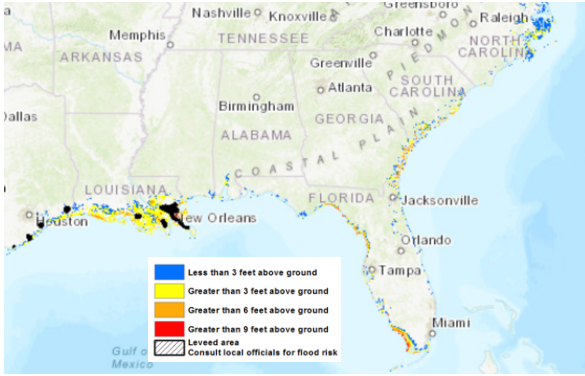 Greensboro
Nashville
Knoxville
Raleigh
Memphis
TENNESSEE
Charlotte
NORTH
CAROLIN
MA
ARKANSAS
PIEDMON
Greenville
SOUTH
CAROLINA
Atlanta
Dallas
Birmingham
GEORGIA
ALABAMA
COASTAL PLAIN
LOUISIANA
FLORIDA
Jacksonville
Houston
New Orleans
Orlando
Tampa
Less than 3 feet above ground
Greater than 3 feet above ground
Greater than 6 feet above ground
Greater than 9 feet above ground
Leveed area
Consult local officials for flood risk
Miami
Gulf o
Mexico